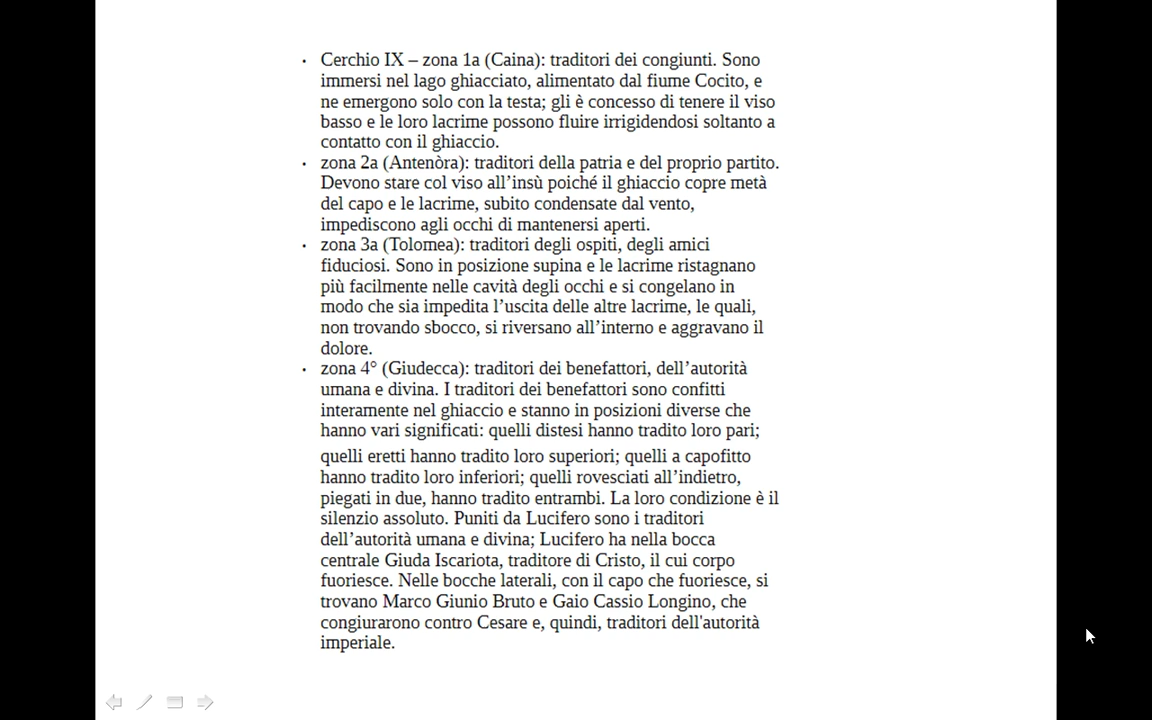 • Cerchio IX – zona 1a (Caina): traditori dei congiunti. Sono
immersi nel lago ghiacciato, alimentato dal fiume Cocito, e
ne emergono solo con la testa; gli è concesso di tenere il viso
basso e le loro lacrime possono fluire irrigidendosi soltanto a
contatto con il ghiaccio.
• zona 2a (Antenòra): traditori della patria e del proprio partito.
Devono stare col viso all’insù poiché il ghiaccio copre metà
del capo e le lacrime, subito condensate dal vento,
impediscono agli occhi di mantenersi aperti.
• zona 3a (Tolomea): traditori degli ospiti, degli amici
fiduciosi. Sono in posizione supina e le lacrime ristagnano
più facilmente nelle cavità degli occhi e si congelano in
modo che sia impedita l’uscita delle altre lacrime, le quali,
non trovando sbocco, si riversano all’interno e aggravano il
dolore.
• zona 4° (Giudecca): traditori dei benefattori, dell’autorità
umana e divina. I traditori dei benefattori sono confitti
interamente nel ghiaccio e stanno in posizioni diverse che
hanno vari significati: quelli distesi hanno tradito loro pari;
quelli eretti hanno tradito loro superiori; quelli a capofitto
hanno tradito loro inferiori; quelli rovesciati all’indietro,
piegati in due, hanno tradito entrambi. La loro condizione è il
silenzio assoluto. Puniti da Lucifero sono i traditori
dell’autorità umana e divina; Lucifero ha nella bocca
centrale Giuda Iscariota, traditore di Cristo, il cui corpo
fuoriesce. Nelle bocche laterali, con il capo che fuoriesce, si
trovano Marco Giunio Bruto e Gaio Cassio Longino, che
congiurarono contro Cesare e, quindi, traditori dell'autorità
imperiale.